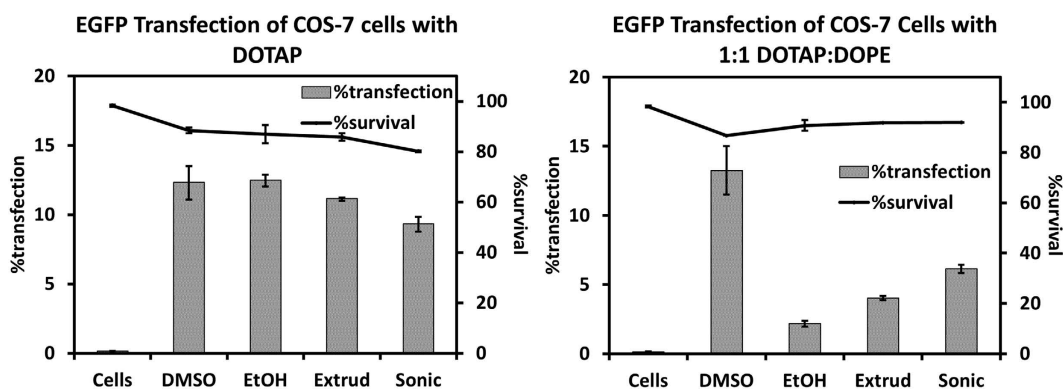 EGFP Transfection of COS-7 cells with
DOTAP
20
15
10
5
0
%transfection
100
80
60
40
20
0
%survival
%transfection
%survival
Cells DMSO EtOH Extrud Sonic
EGFP Transfection of COS-7 Cells with
1:1 DOTAP:DOPE
20
15
10
5
0
%transfection
100
80
60
40
20
0
%survival
%transfection
%survival
Cells DMSO EtOH Extrud Sonic